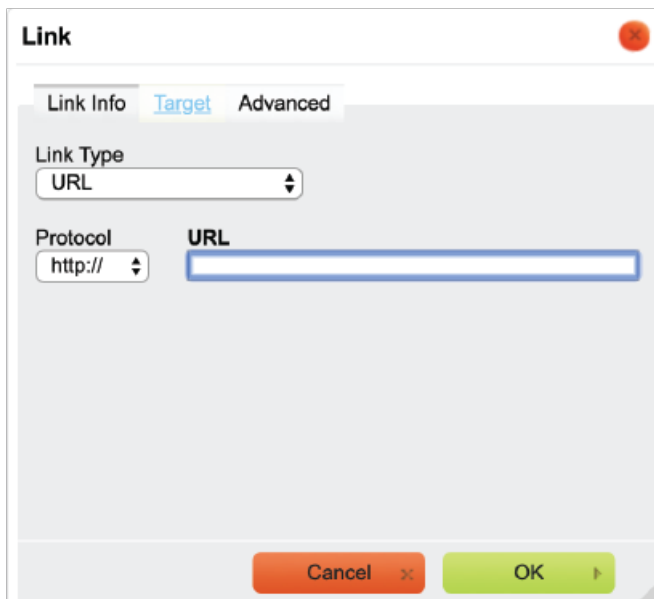 Link
Link Info Target Advanced
Link Type
URL
Protocol URL
http://
Cancel OK